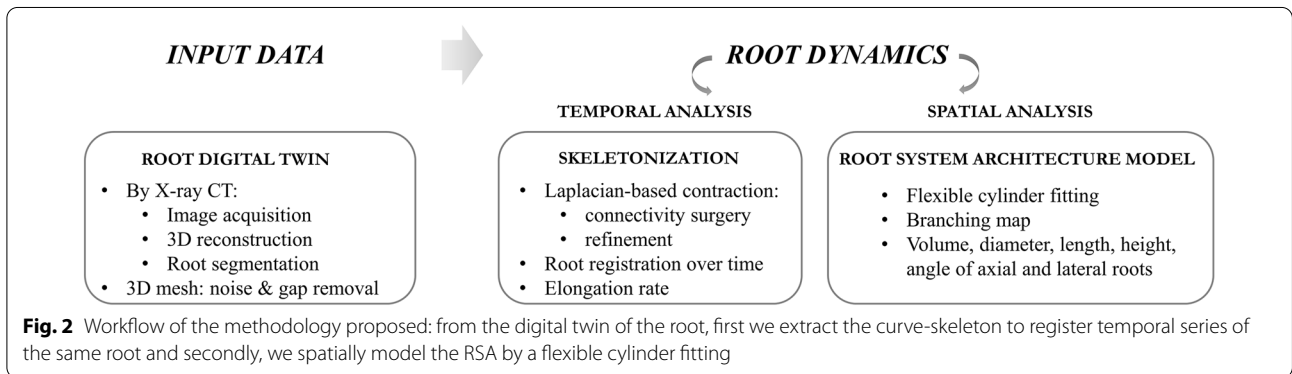 INPUT DATA
ROOT DYNAMICS
TEMPORAL ANALYSIS
SPATIAL ANALYSIS
ROOT DIGITAL TWIN
• By X-ray CT:
• Image acquisition
• 3D reconstruction
• Root segmentation
• 3D mesh: noise & gap removal
SKELETONIZATION
• Laplacian-based contraction:
• connectivity surgery
• refinement
• Root registration over time
• Elongation rate
ROOT SYSTEM ARCHITECTURE MODEL
• Flexible cylinder fitting
• Branching map
• Volume, diameter, length, height,
angle of axial and lateral roots
Fig. 2 Workflow of the methodology proposed: from the digital twin of the root, first we extract the curve-skeleton to register temporal series of
the same root and secondly, we spatially model the RSA by a flexible cylinder fitting